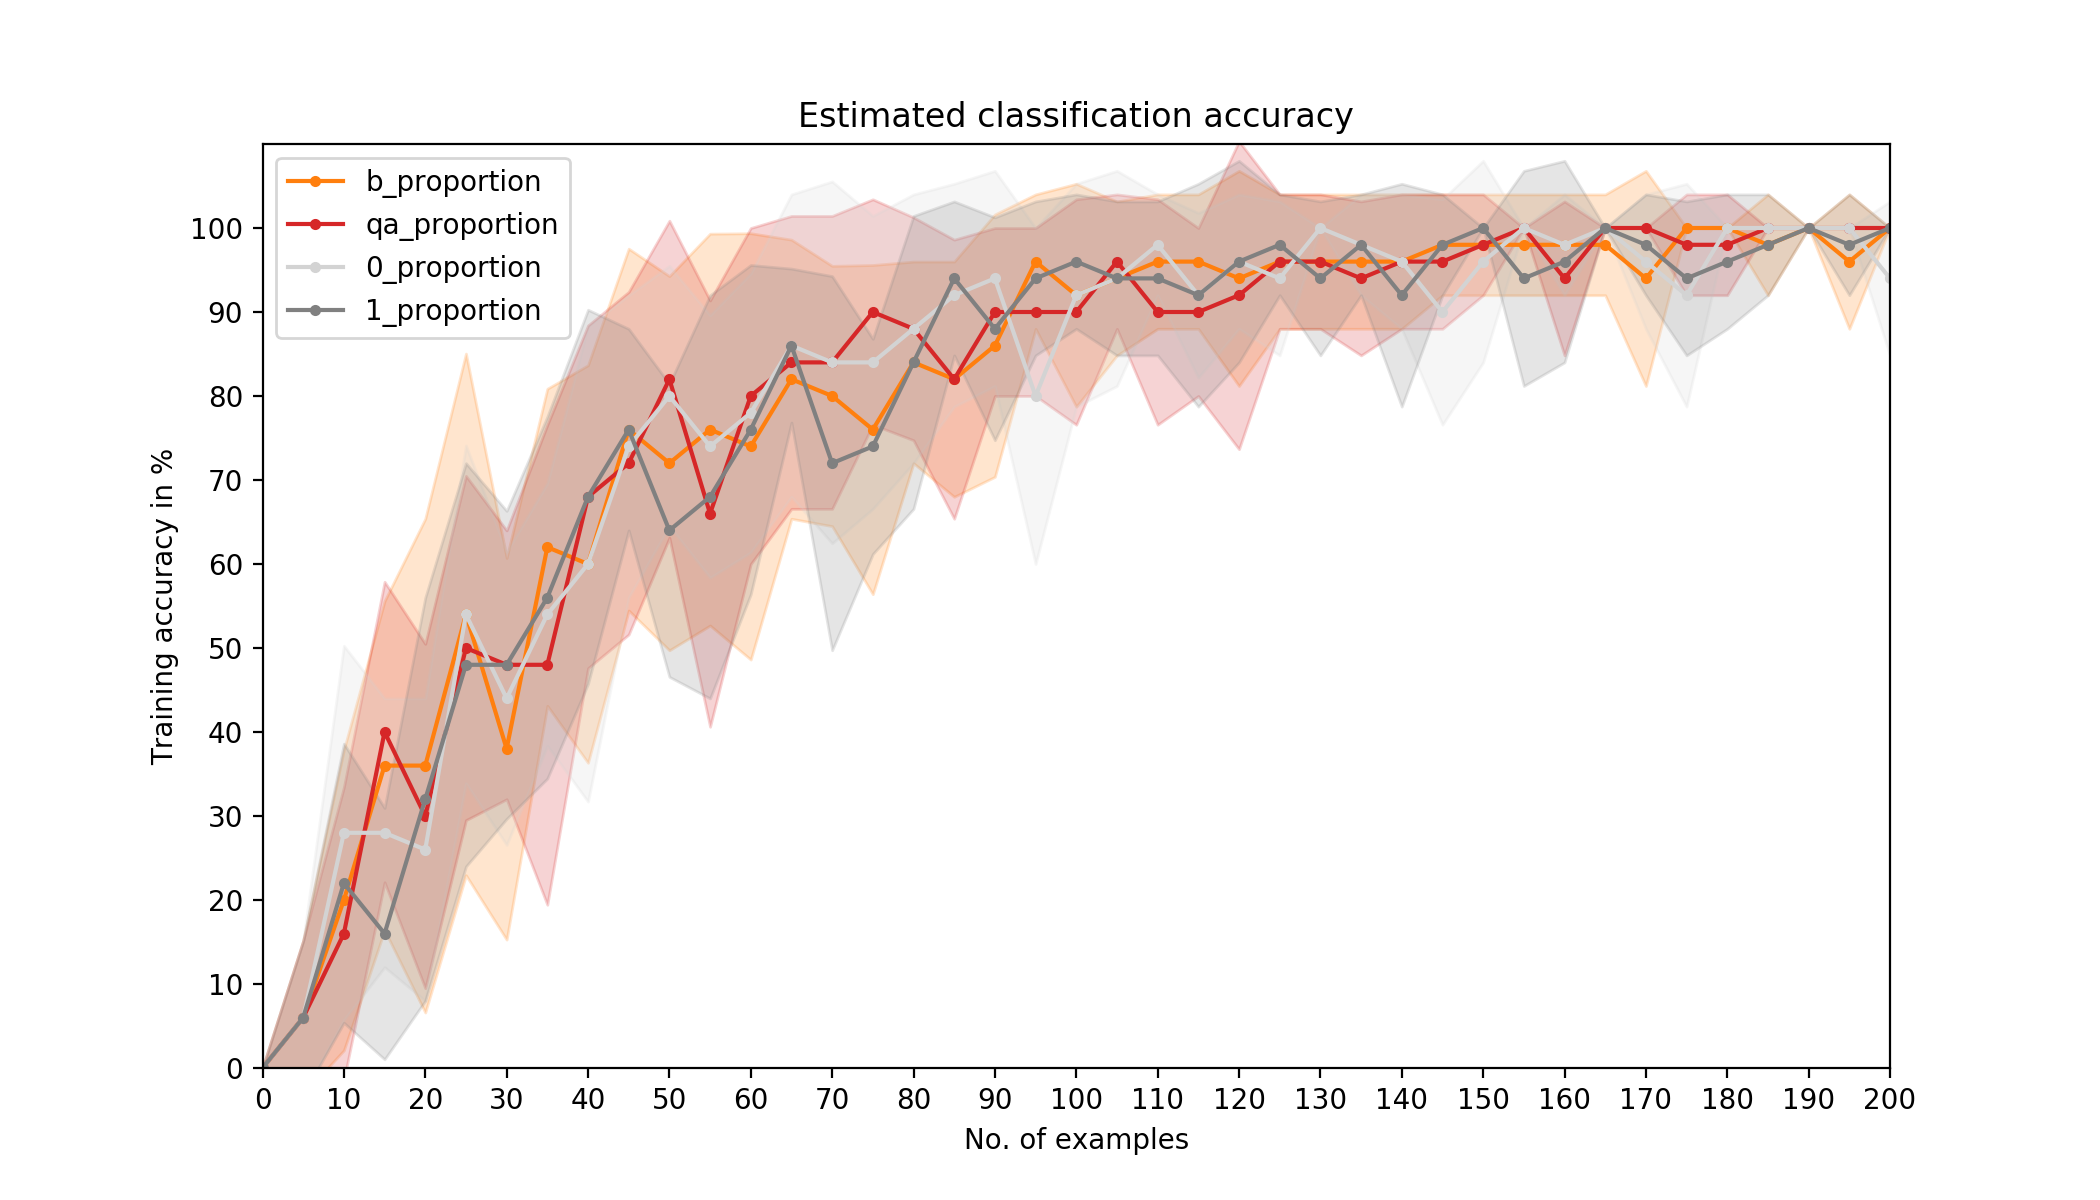 Estimated classification accuracy
b_proportion
qa_proportion
0_proportion
1_proportion
Training accuracy in %
100
90
80
70
60
50
40
30
20
10
0
0 10 20 30 40 50 60 70 80 90 100 110 120 130 140 150 160 170 180 190 200
No. of examples